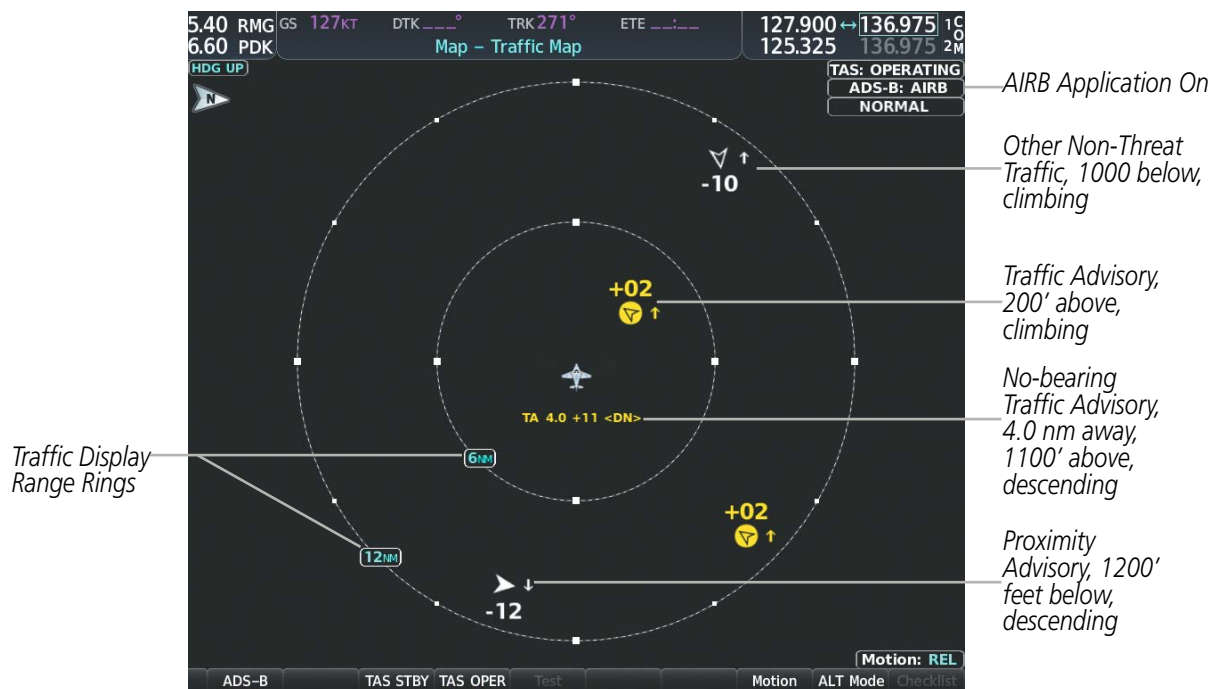 5.40 RMG GS 127KT DTK ___° TRK 271° ETE __:__ 127.900 ↔ 136.975 1 C
O
6.60 PDK Map – Traffic Map 125.325 136.975 2 M
HDG UP
N
TAS: OPERATING
ADS-B: AIRB
NORMAL
AIRB Application On
-10
Other Non-Threat
Traffic, 1000 below,
climbing
+02
Traffic Advisory,
200' above,
climbing
TA 4.0 +11 <DN>
No-bearing
Traffic Advisory,
4.0 nm away,
1100' above,
descending
6NM
Traffic Display
Range Rings
+02
12NM
-12
Proximity
Advisory, 1200'
feet below,
descending
Motion: REL
ADS–B TAS STBY TAS OPER Test Motion ALT Mode Checklist